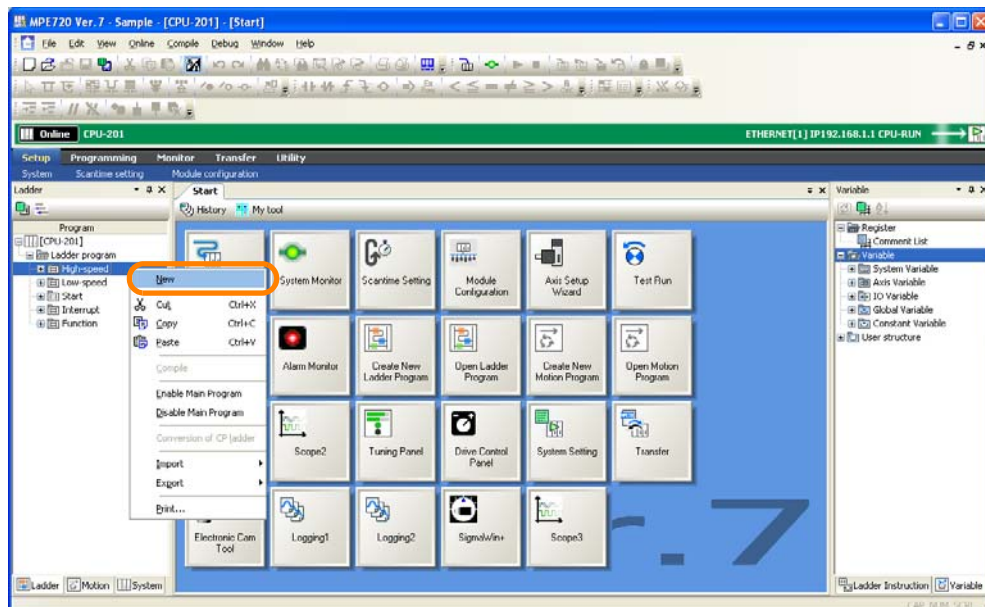 MPE720 Ver. 7 - Sample - [CPU-201] - [Start]
File Edit View Online Compile Debug Window Help
Online CPU-201 ETHERNET[1] IP192.168.1.1 CPU-RUN
Setup Programming Monitor Transfer Utility
System Scantime setting Module configuration
Ladder
Program
[CPU-201]
Ladder program
High-speed
Low-speed
Start
Interrupt
Function
New
Cut Ctrl+X
Copy Ctrl+C
Paste Ctrl+V
Compile
Enable Main Program
Disable Main Program
Conversion of CP ladder
Import
Export
Print...
Start
History My tool
System Monitor
Scantime Setting
Module Configuration
Axis Setup Wizard
Test Run
Alarm Monitor
Create New Ladder Program
Open Ladder Program
Create New Motion Program
Open Motion Program
Scope2
Tuning Panel
Drive Control Panel
System Setting
Transfer
Electronic Cam Tool
Logging1
Logging2
SigmaWin+
Scope3
r.7
Variable
Register
Comment List
Variable
System Variable
Axis Variable
IO Variable
Global Variable
Constant Variable
User structure
Ladder Motion System
Ladder Instruction Variable
CAP NUM SCRL